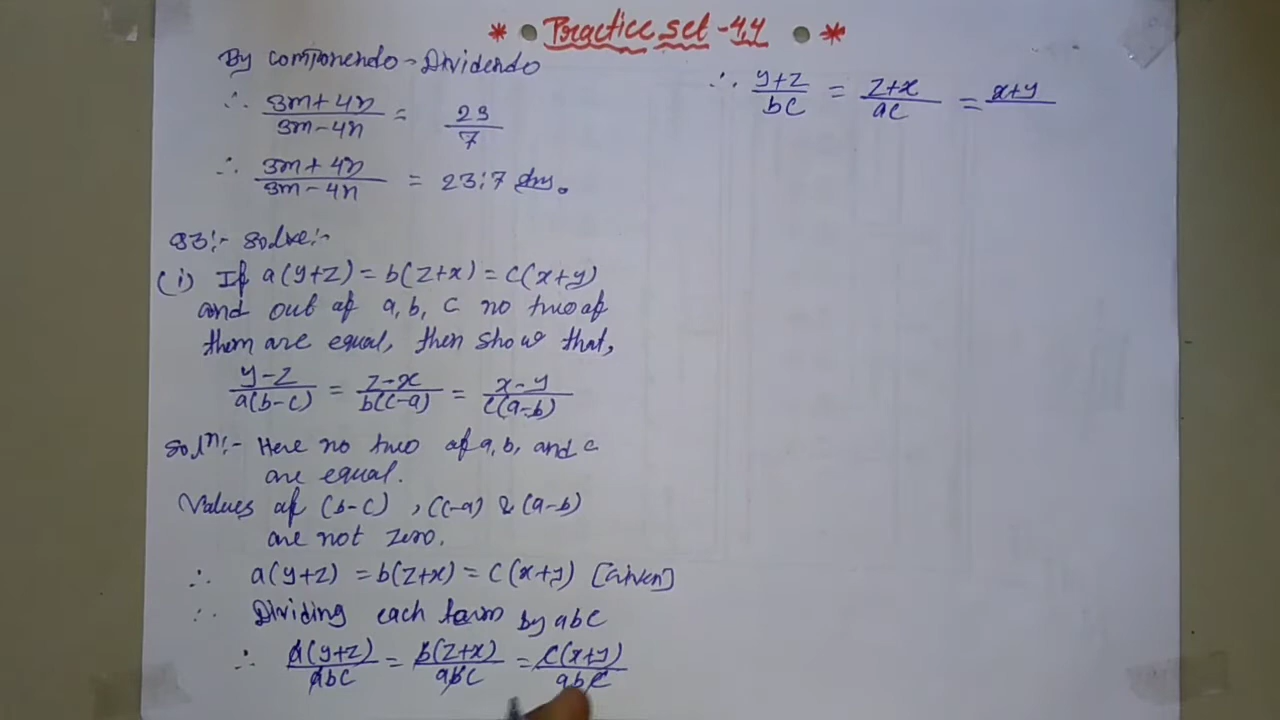 * Practice set - 4.4 *
By componendo - Dividendo
∴ 3m+4n/3m-4n = 23/7
∴ 3m+4n/3m-4n = 23:7 Ans.
Q3:- Solve:-
(i) If a(y+z) = b(z+x) = c(x+y)
and out of a, b, c no two of
them are equal, then show that,
y-z/a(b-c) = z-x/b(c-a) = x-y/c(a-b)
Solⁿ:- Here no two of a, b, and c
are equal.
Values of (b-c), (c-a) & (a-b)
are not zero.
∴ a(y+z) = b(z+x) = c(x+y) [Given]
∴ Dividing each term by abc
∴ a(y+z)/abc = b(z+x)/abc = c(x+y)/abc
∴ y+z/bc = z+x/ac = x+y/